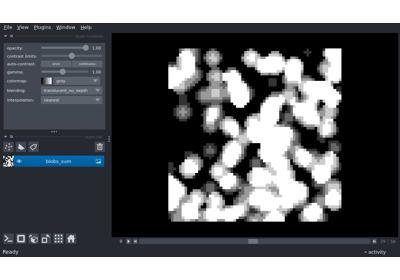 File View Plugins Window Help
opacity: 1.00
contrast limits:
auto-contrast: once continuous
gamma: 1.00
colormap: gray
blending: translucent_no_depth
interpolation: nearest
blobs_sum
Ready
activity